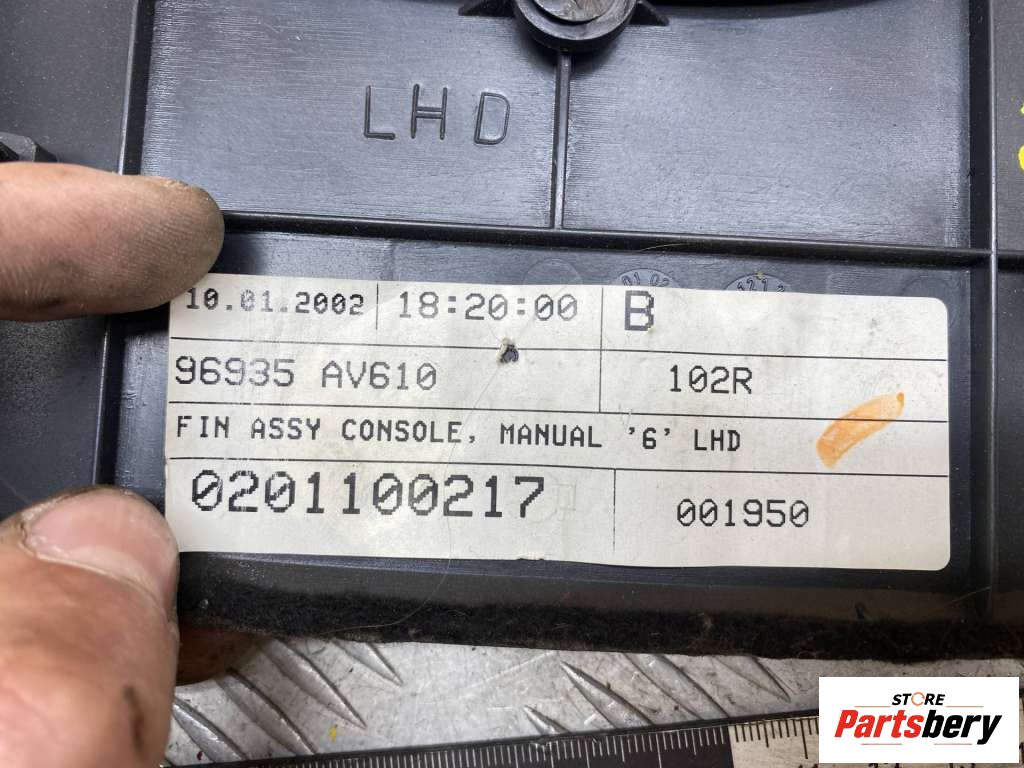 LHD
10.01.2002 18:20:00 B
96935 AV610 102R
FIN ASSY CONSOLE, MANUAL '6' LHD
0201100217 001950
STORE
Partsbery